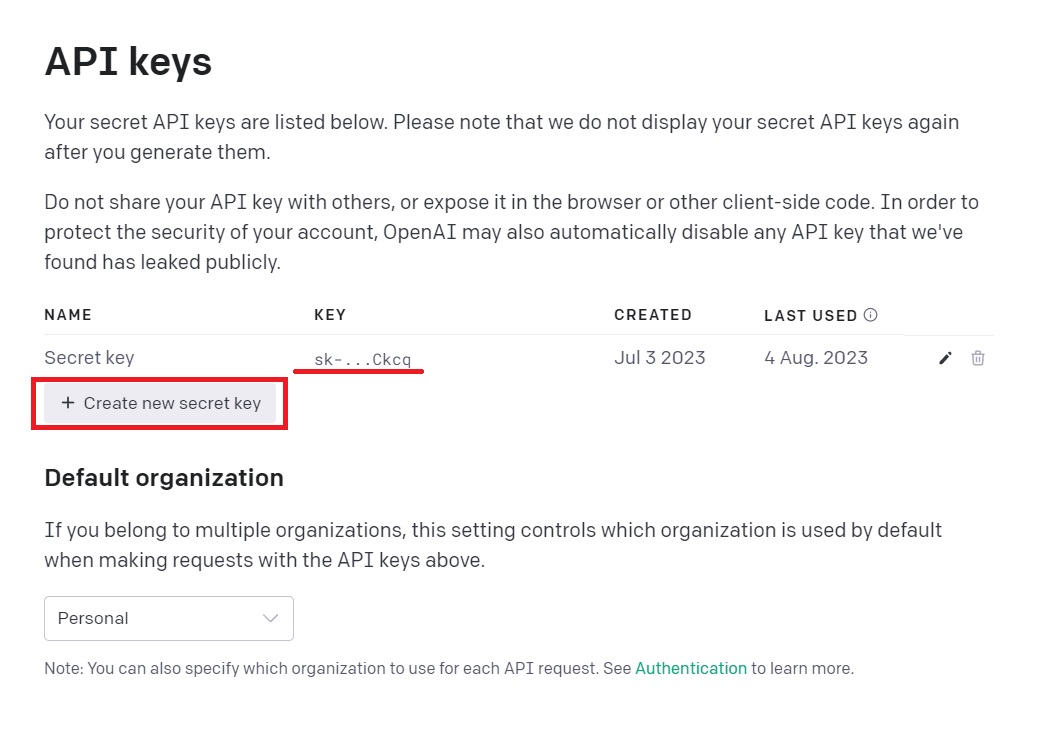 API keys
Your secret API keys are listed below. Please note that we do not display your secret API keys again
after you generate them.
Do not share your API key with others, or expose it in the browser or other client-side code. In order to
protect the security of your account, OpenAI may also automatically disable any API key that we've
found has leaked publicly.
NAME KEY CREATED LAST USED
Secret key sk-...Ckcq Jul 3 2023 4 Aug. 2023
+ Create new secret key
Default organization
If you belong to multiple organizations, this setting controls which organization is used by default
when making requests with the API keys above.
Personal
Note: You can also specify which organization to use for each API request. See Authentication to learn more.